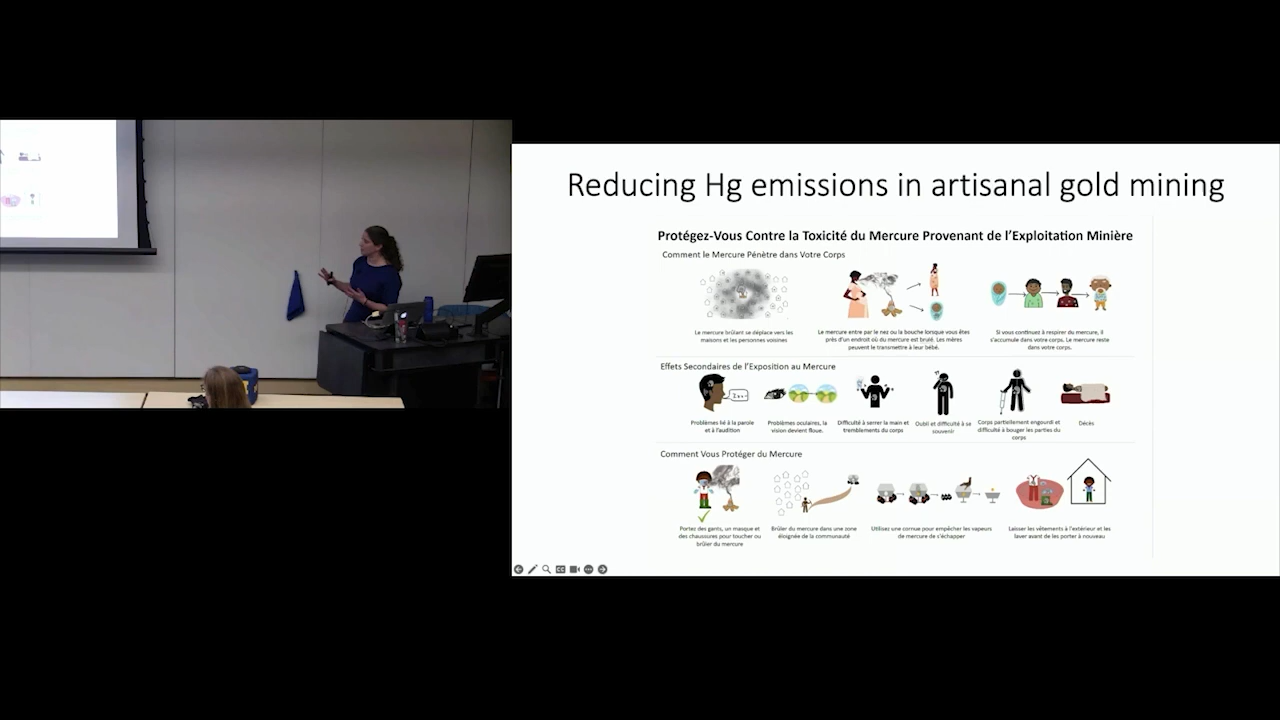 Reducing Hg emissions in artisanal gold mining
Protégez-Vous Contre la Toxicité du Mercure Provenant de l'Exploitation Minière
Comment le Mercure Pénètre dans Votre Corps
Le mercure brûlant se déplace vers les
maisons et les personnes voisines
Le mercure entre par le nez ou la bouche lorsque vous êtes
près d'un endroit où du mercure est brulé. Les mères
peuvent le transmettre à leur bébé.
Si vous continuez à respirer du mercure, il
s'accumule dans votre corps. Le mercure reste
dans votre corps.
Effets Secondaires de l'Exposition au Mercure
Problèmes lié à la parole
et à l'audition
Problèmes oculaires, la
vision devient floue.
Difficulté à serrer la main et
tremblements du corps
Oubli et difficulté à se
souvenir
Corps partiellement engourdi et
difficulté à bouger les parties du
corps
Décès
Comment Vous Protéger du Mercure
Portez des gants, un masque et
des chaussures pour toucher ou
brûler du mercure
Brûler du mercure dans une zone
éloignée de la communauté
Utilisez une cornue pour empêcher les vapeurs
de mercure de s'échapper
Laisser les vêtements à l'extérieur et les
laver avant de les porter à nouveau